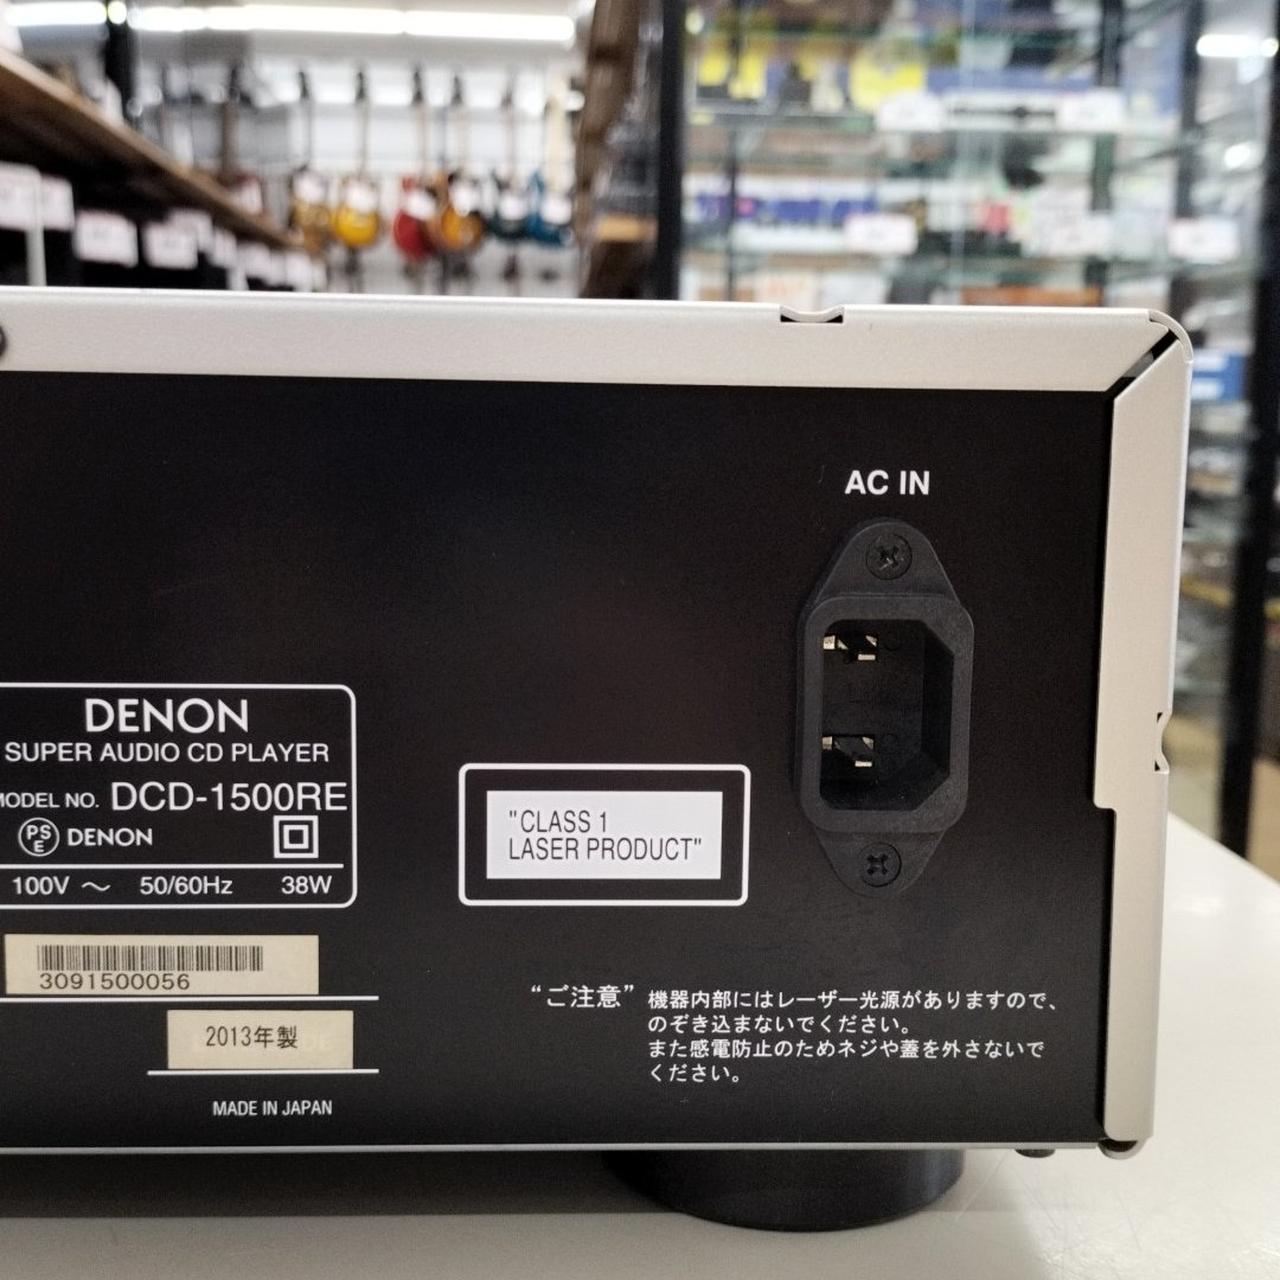 AC IN
DENON
SUPER AUDIO CD PLAYER
MODEL NO. DCD-1500RE
PS
E
DENON
100V ～ 50/60Hz 38W
"CLASS 1
LASER PRODUCT"
3091500056
2013年製
MADE IN JAPAN
“ご注意” 機器内部にはレーザー光源がありますので、
のぞき込まないでください。
また感電防止のためネジや蓋を外さないで
ください。